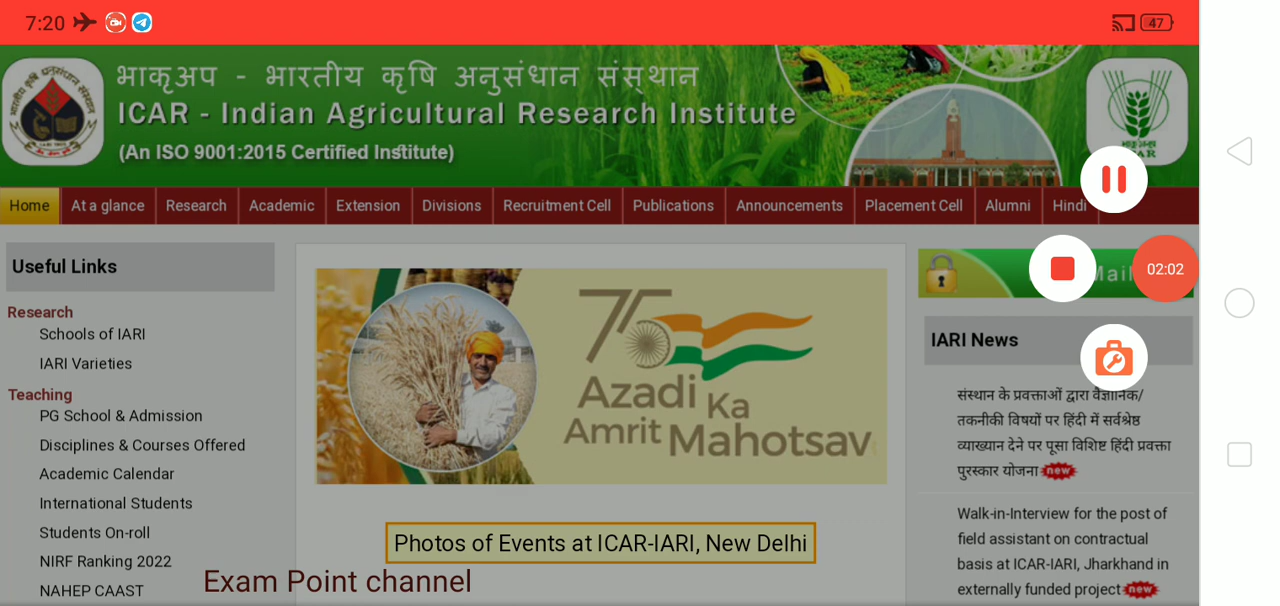 7:20
47
भाकृअप - भारतीय कृषि अनुसंधान संस्थान
ICAR - Indian Agricultural Research Institute
(An ISO 9001:2015 Certified Institute)
Home At a glance Research Academic Extension Divisions Recruitment Cell Publications Announcements Placement Cell Alumni Hindi
Useful Links
Research
Schools of IARI
IARI Varieties
Teaching
PG School & Admission
Disciplines & Courses Offered
Academic Calendar
International Students
Students On-roll
NIRF Ranking 2022
NAHEP CAAST
75
Azadi Ka
Amrit Mahotsav
Photos of Events at ICAR-IARI, New Delhi
Exam Point channel
Mail
02:02
IARI News
संस्थान के प्रवक्ताओं द्वारा वैज्ञानिक/
तकनीकी विषयों पर हिंदी में सर्वश्रेष्ठ
व्याख्यान देने पर पूसा विशिष्ट हिंदी प्रवक्ता
पुरस्कार योजना new
Walk-in-Interview for the post of
field assistant on contractual
basis at ICAR-IARI, Jharkhand in
externally funded project new